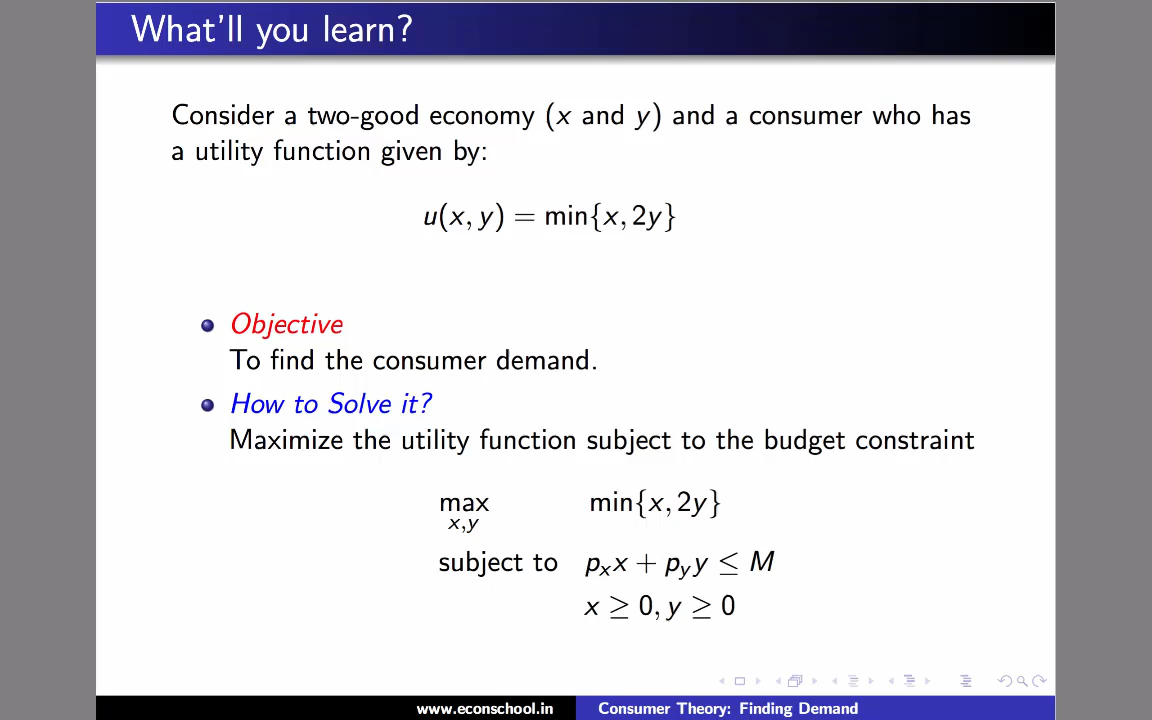 What'll you learn?
Consider a two-good economy (x and y) and a consumer who has
a utility function given by:
u(x, y) = min{x, 2y}
Objective
To find the consumer demand.
How to Solve it?
Maximize the utility function subject to the budget constraint
max min{x, 2y}
x,y
subject to pₓx + p_y y ≤ M
x ≥ 0, y ≥ 0
www.econschool.in Consumer Theory: Finding Demand